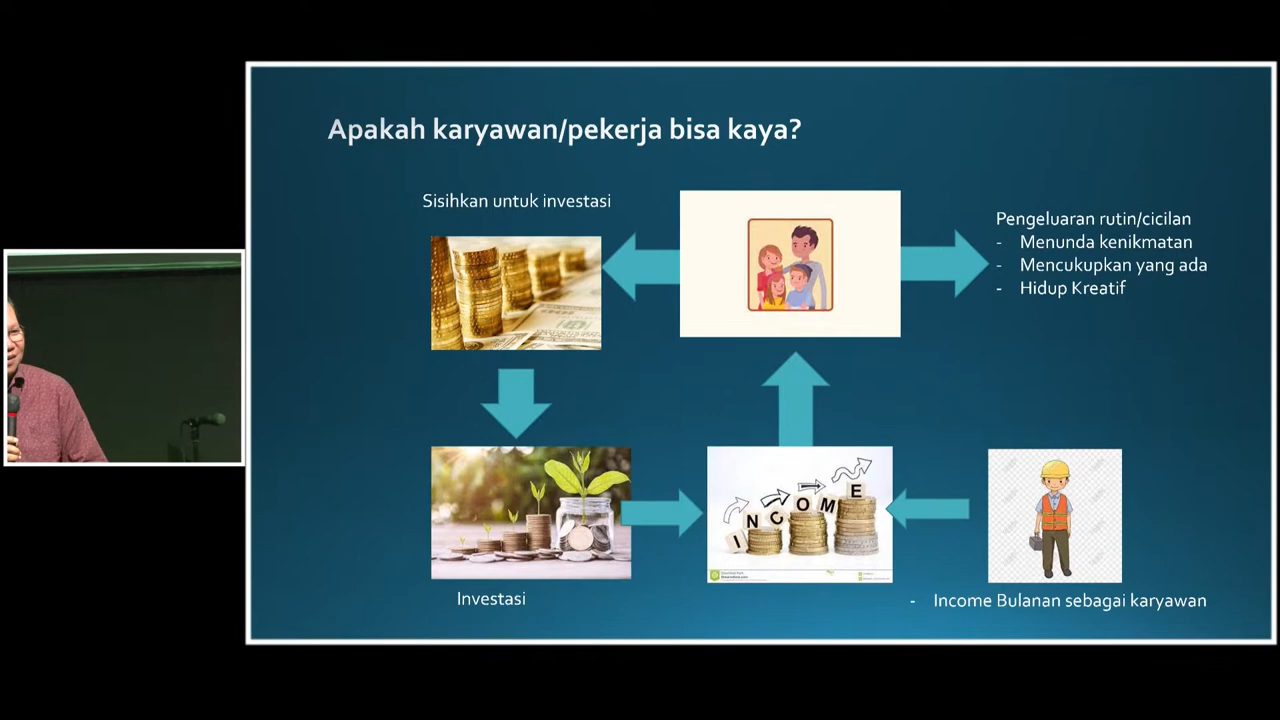 Apakah karyawan/pekerja bisa kaya?
Sisihkan untuk investasi
Pengeluaran rutin/cicilan
- Menunda kenikmatan
- Mencukupkan yang ada
- Hidup Kreatif
INCOME
Investasi
- Income Bulanan sebagai karyawan